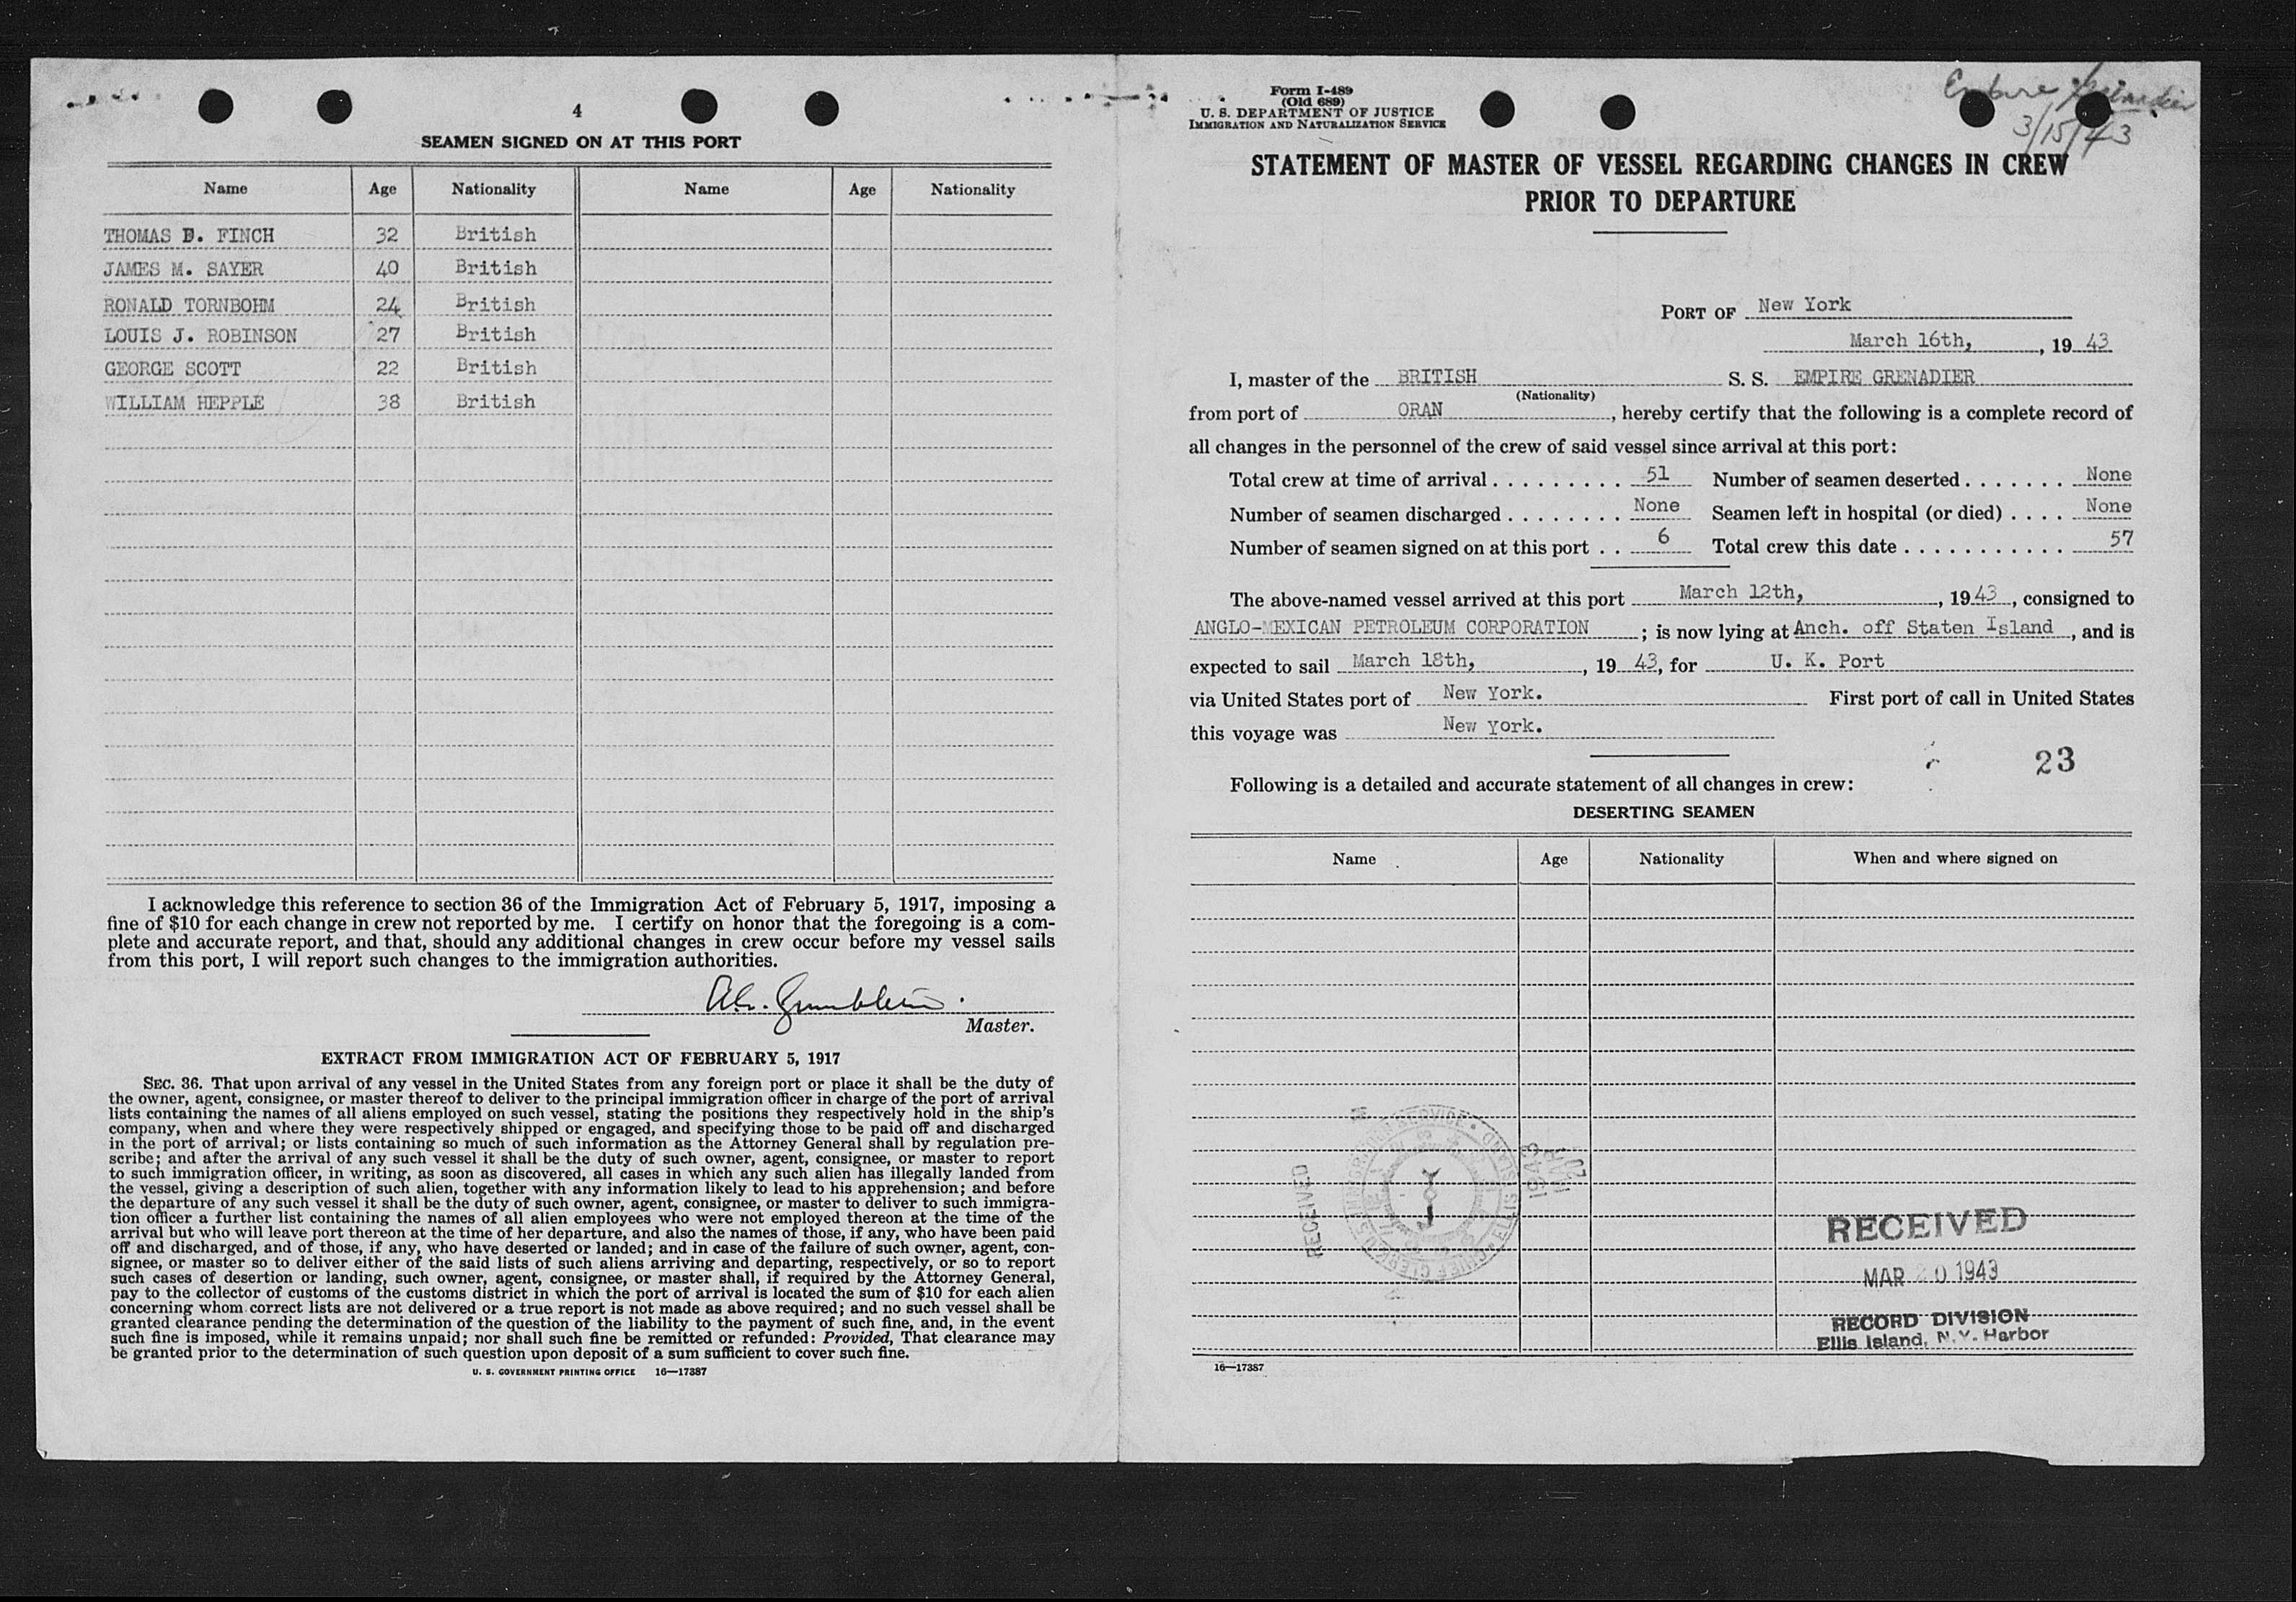 4
SEAMEN SIGNED ON AT THIS PORT
Name Age Nationality Name Age Nationality
THOMAS D. FINCH 32 British
JAMES M. SAYER 40 British
RONALD TORNBOHM 24 British
LOUIS J. ROBINSON 27 British
GEORGE SCOTT 22 British
WILLIAM HEPPLE 38 British
I acknowledge this reference to section 36 of the Immigration Act of February 5, 1917, imposing a
fine of $10 for each change in crew not reported by me. I certify on honor that the foregoing is a com-
plete and accurate report, and that, should any additional changes in crew occur before my vessel sails
from this port, I will report such changes to the immigration authorities.
Master.
EXTRACT FROM IMMIGRATION ACT OF FEBRUARY 5, 1917
SEC. 36. That upon arrival of any vessel in the United States from any foreign port or place it shall be the duty of
the owner, agent, consignee, or master thereof to deliver to the principal immigration officer in charge of the port of arrival
lists containing the names of all aliens employed on such vessel, stating the positions they respectively hold in the ship's
company, when and where they were respectively shipped or engaged, and specifying those to be paid off and discharged
in the port of arrival; or lists containing so much of such information as the Attorney General shall by regulation pre-
scribe; and after the arrival of any such vessel it shall be the duty of such owner, agent, consignee, or master to report
to such immigration officer, in writing, as soon as discovered, all cases in which any such alien has illegally landed from
the vessel, giving a description of such alien, together with any information likely to lead to his apprehension; and before
the departure of any such vessel it shall be the duty of such owner, agent, consignee, or master to deliver to such immigra-
tion officer a further list containing the names of all alien employees who were not employed thereon at the time of the
arrival but who will leave port thereon at the time of her departure, and also the names of those, if any, who have been paid
off and discharged, and of those, if any, who have deserted or landed; and in case of the failure of such owner, agent, con-
signee, or master so to deliver either of the said lists of such aliens arriving and departing, respectively, or so to report
such cases of desertion or landing, such owner, agent, consignee, or master shall, if required by the Attorney General,
pay to the collector of customs of the customs district in which the port of arrival is located the sum of $10 for each alien
concerning whom correct lists are not delivered or a true report is not made as above required; and no such vessel shall be
granted clearance pending the determination of the question of the liability to the payment of such fine, and, in the event
such fine is imposed, while it remains unpaid; nor shall such fine be remitted or refunded: Provided, That clearance may
be granted prior to the determination of such question upon deposit of a sum sufficient to cover such fine.
U. S. GOVERNMENT PRINTING OFFICE 16—17387
Form I-489
(Old 689)
U. S. DEPARTMENT OF JUSTICE
IMMIGRATION AND NATURALIZATION SERVICE
Empire Grenadier
3/15/43
STATEMENT OF MASTER OF VESSEL REGARDING CHANGES IN CREW
PRIOR TO DEPARTURE
PORT OF New York
March 16th, , 19 43
I, master of the BRITISH S. S. EMPIRE GRENADIER
(Nationality)
from port of ORAN , hereby certify that the following is a complete record of
all changes in the personnel of the crew of said vessel since arrival at this port:
Total crew at time of arrival . . . . . . . . . 51 Number of seamen deserted . . . . . . . None
Number of seamen discharged . . . . . . . . None Seamen left in hospital (or died) . . . . None
Number of seamen signed on at this port . . 6 Total crew this date . . . . . . . . . . . 57
The above-named vessel arrived at this port March 12th, , 19 43 , consigned to
ANGLO-MEXICAN PETROLEUM CORPORATION ; is now lying at Anch. off Staten Island , and is
expected to sail March 18th, , 19 43, for U. K. Port
via United States port of New York. First port of call in United States
this voyage was New York.
23
Following is a detailed and accurate statement of all changes in crew:
DESERTING SEAMEN
Name Age Nationality When and where signed on
RECEIVED
1943
ELLIS ISLAND
RECEIVED
MAR 20 1943
RECORD DIVISION
Ellis Island, N.Y. Harbor
16—17387